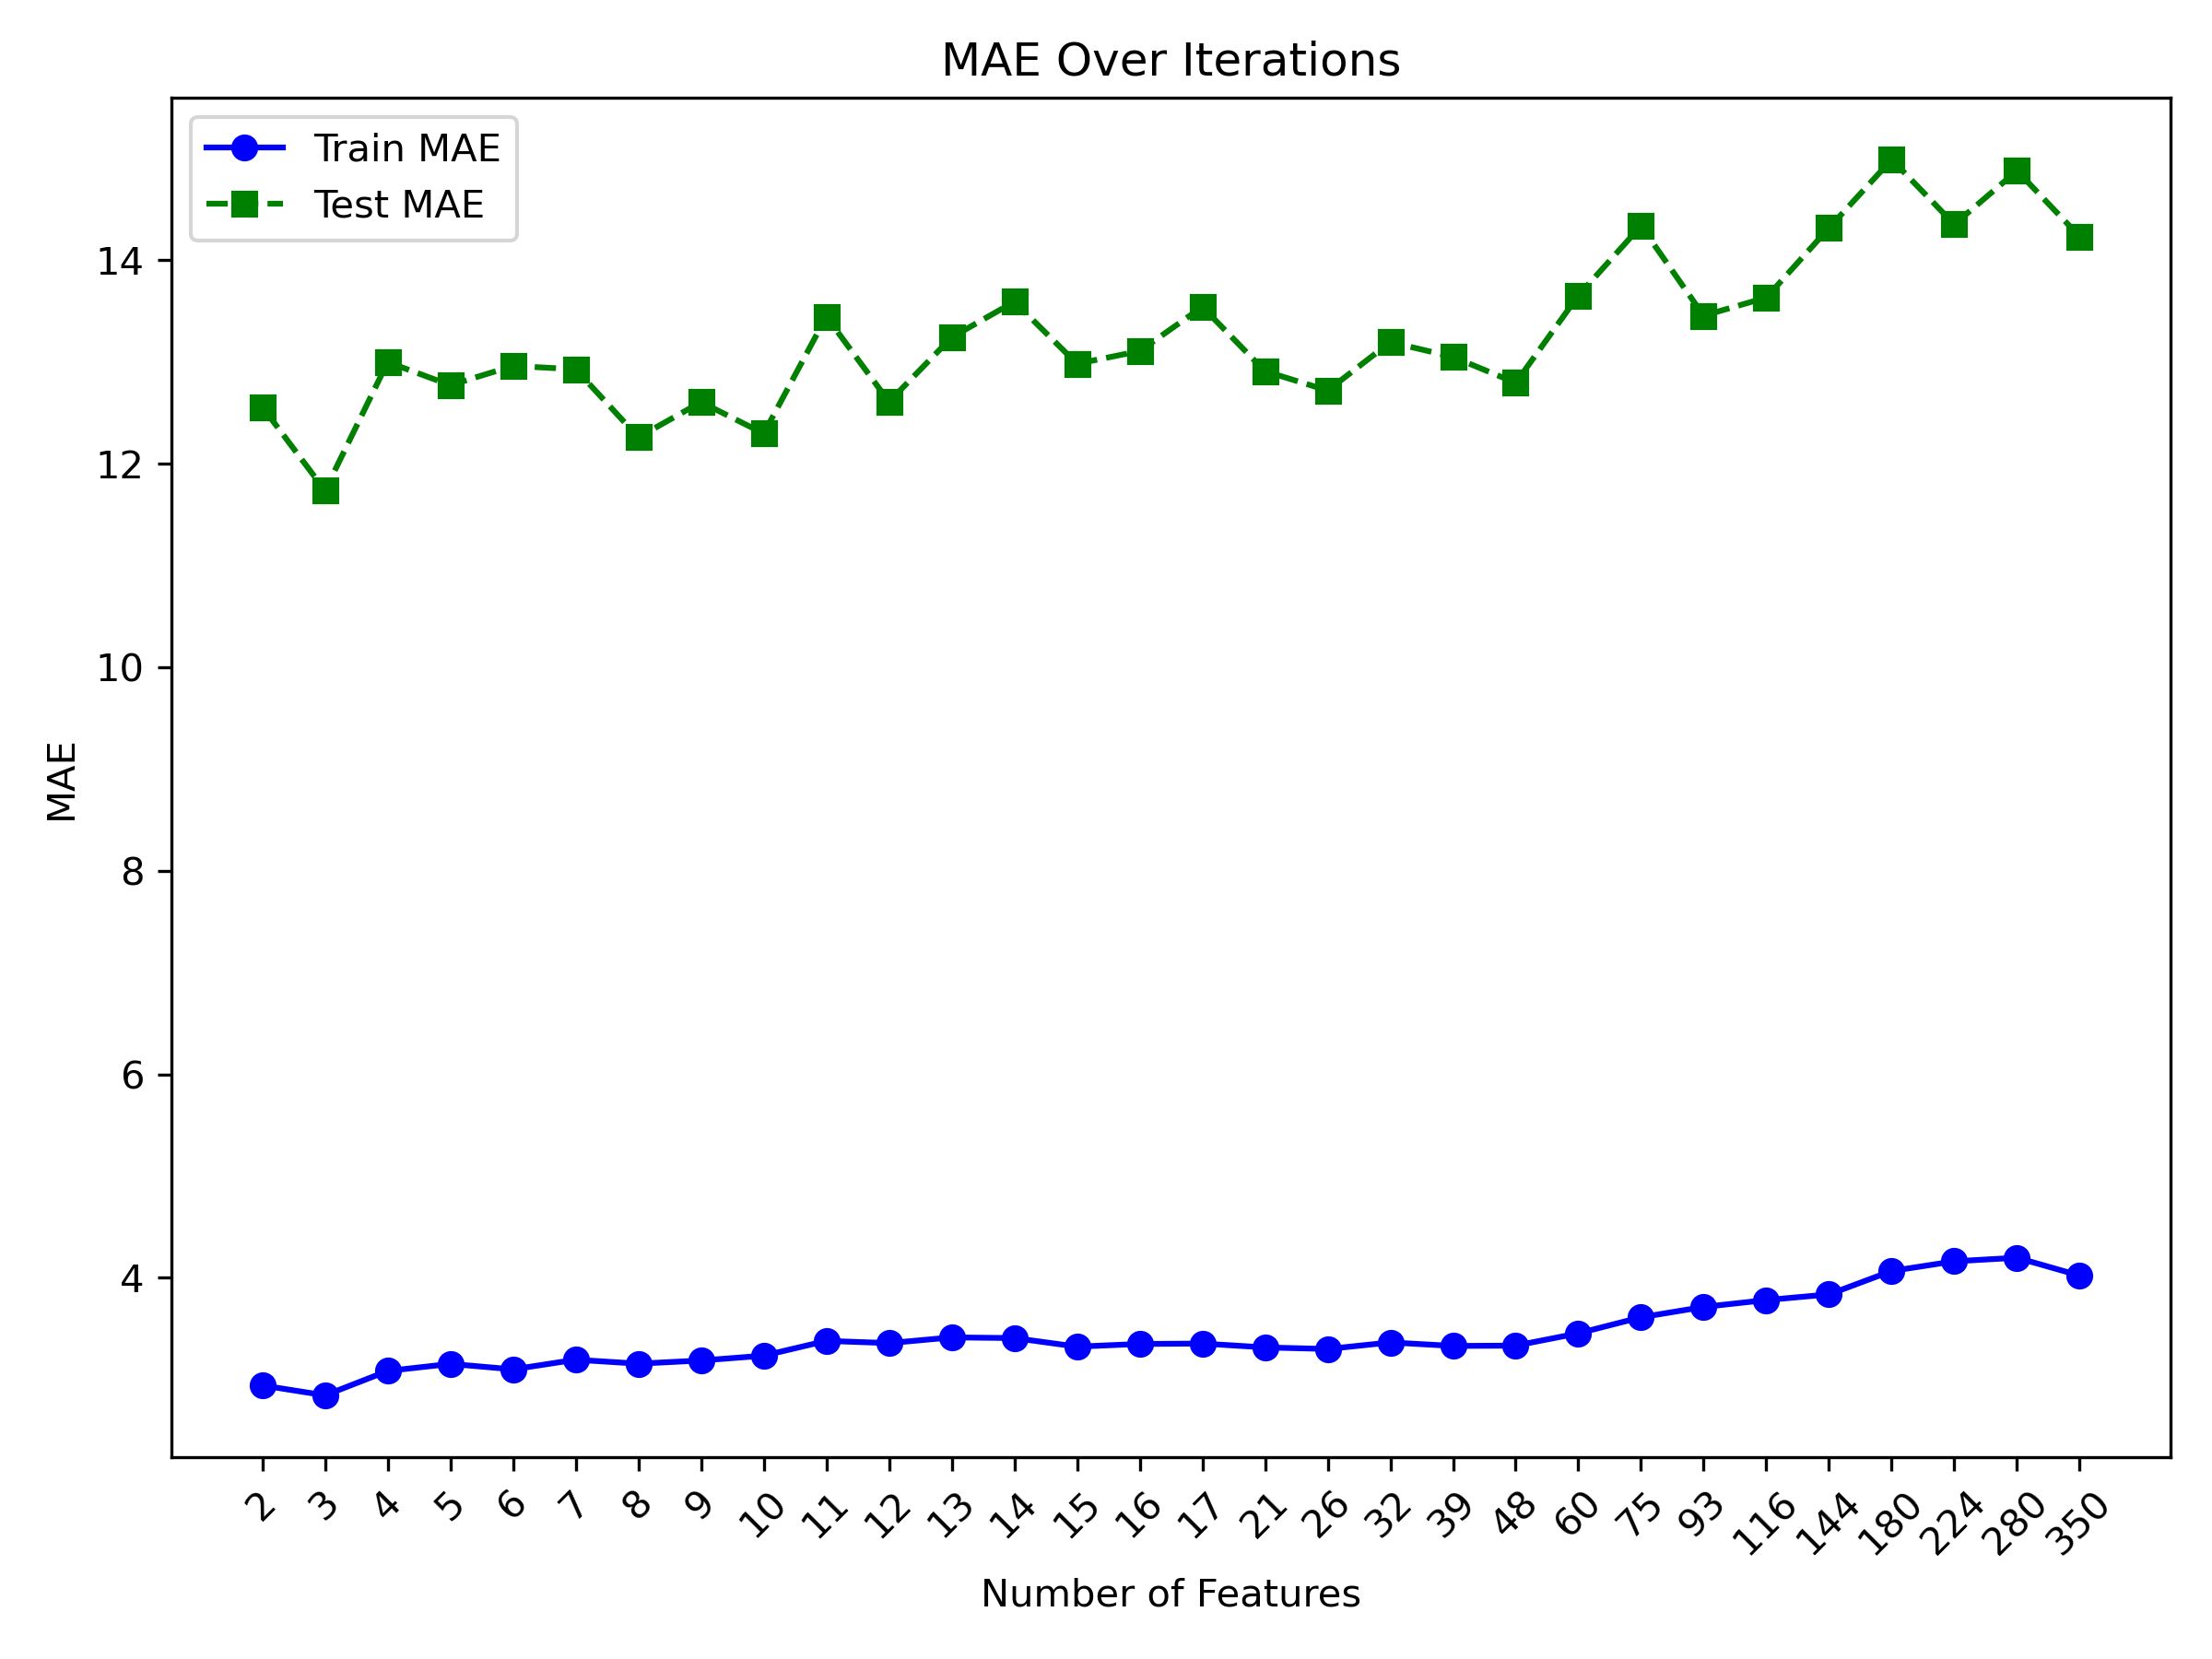 MAE Over Iterations
Train MAE
Test MAE
14
12
10
8
6
4
MAE
2 3 4 5 6 7 8 9 10 11 12 13 14 15 16 17 21 26 32 39 48 60 75 93 116 144 180 224 280 350
Number of Features